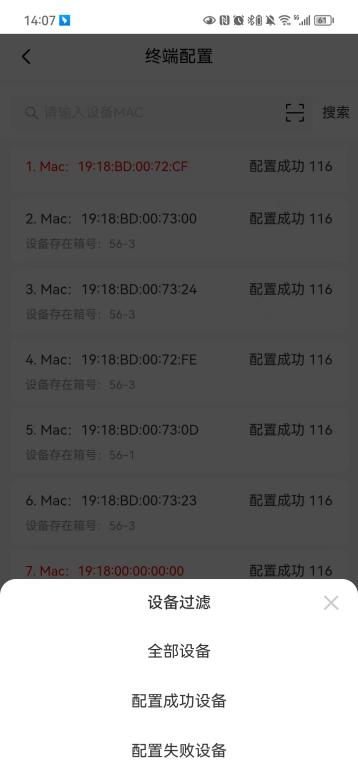 14:07
61
终端配置
请输入设备MAC
搜索
1. Mac: 19:18:BD:00:72:CF 配置成功 116
2. Mac: 19:18:BD:00:73:00 配置成功 116
设备存在箱号: 56-3
3. Mac: 19:18:BD:00:73:24 配置成功 116
设备存在箱号: 56-3
4. Mac: 19:18:BD:00:72:FE 配置成功 116
设备存在箱号: 56-3
5. Mac: 19:18:BD:00:73:0D 配置成功 116
设备存在箱号: 56-1
6. Mac: 19:18:BD:00:73:23 配置成功 116
设备存在箱号: 56-3
7. Mac: 19:18:00:00:00:00 配置成功 116
设备过滤
全部设备
配置成功设备
配置失败设备